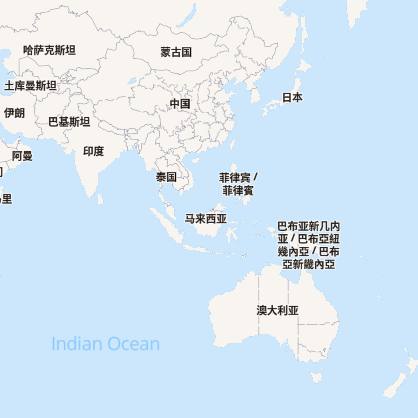 哈萨克斯坦
蒙古国
土库曼斯坦
日本
中国
伊朗
巴基斯坦
印度
阿曼
泰国
菲律宾 /
菲律賓
马来西亚
巴布亚新几内
亚 / 巴布亞紐
幾內亞 / 巴布
亞新畿內亞
澳大利亚
Indian Ocean